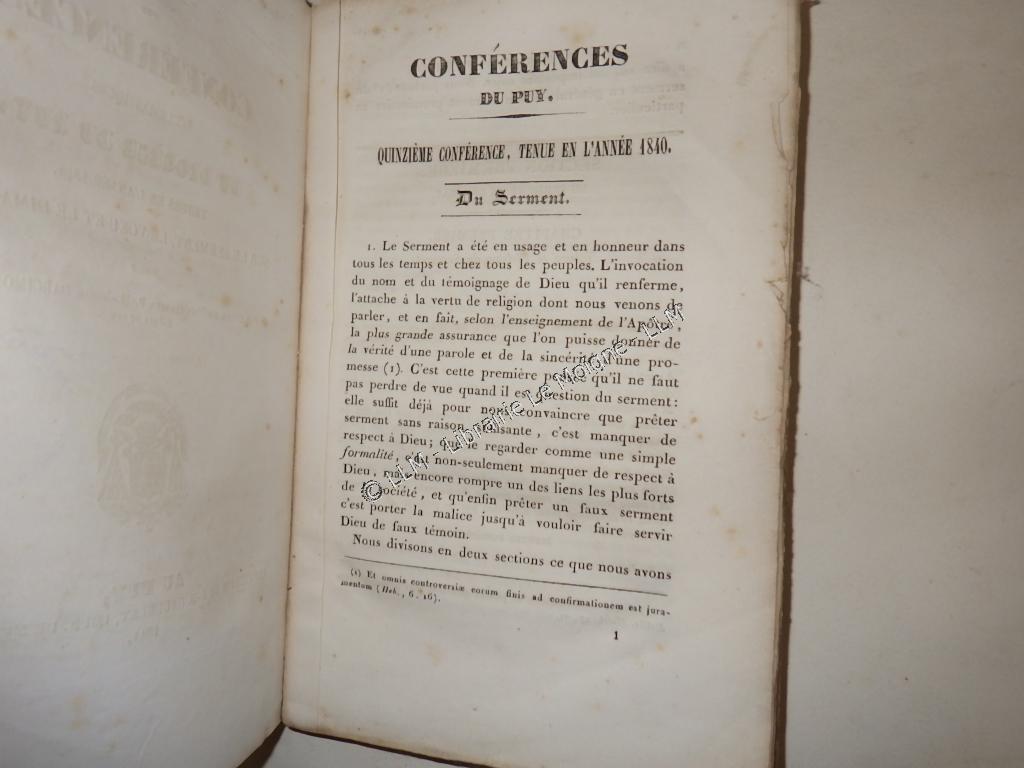 CONFÉRENCES
DU PUY.
QUINZIÈME CONFÉRENCE, TENUE EN L'ANNÉE 1840.
Du Serment.
1. Le Serment a été en usage et en honneur dans
tous les temps et chez tous les peuples. L'invocation
du nom et du témoignage de Dieu qu'il renferme,
l'attache à la vertu de religion dont nous venons de
parler, et en fait, selon l'enseignement de l'Apôtre,
la plus grande assurance que l'on puisse donner de
la vérité d'une parole et de la sincérité d'une pro-
messe (1). C'est cette première qu'il ne faut
pas perdre de vue quand il est question du serment :
elle suffit déjà pour nous convaincre que prêter
serment sans raison suffisante, c'est manquer de
respect à Dieu; que le regarder comme une simple
formalité, c'est non-seulement manquer de respect à
Dieu, mais encore rompre un des liens les plus forts
de la société, et qu'enfin prêter un faux serment
c'est porter la malice jusqu'à vouloir faire servir
Dieu de faux témoin.
Nous divisons en deux sections ce que nous avons
(1) Et omnis controversiæ eorum finis ad confirmationem est jura-
mentum (Heb., 6. 16).
1
© LLM - Librairie Le Moigne - LLM